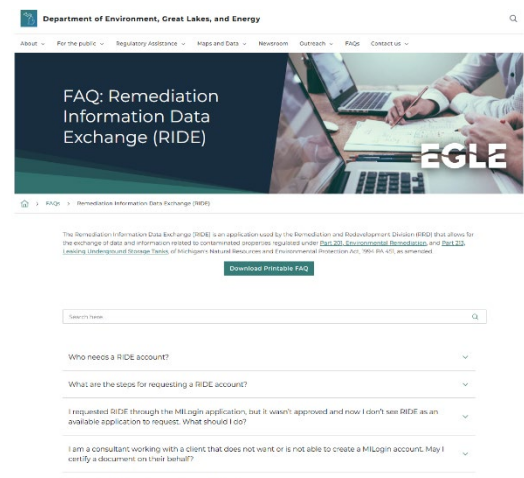 Department of Environment, Great Lakes, and Energy
About For the public Regulatory Assistance Maps and Data Newsroom Outreach FAQs Contact us
FAQ: Remediation
Information Data
Exchange (RIDE)
EGLE
FAQs > Remediation Information Data Exchange (RIDE)
The Remediation Information Data Exchange (RIDE) is an application used by the Remediation and Redevelopment Division (RRD) that allows for
the exchange of data and information related to contaminated properties regulated under Part 201, Environmental Remediation, and Part 213,
Leaking Underground Storage Tanks, of Michigan's Natural Resources and Environmental Protection Act, 1994 PA 451, as amended.
Download Printable FAQ
Search here
Who needs a RIDE account?
What are the steps for requesting a RIDE account?
I requested RIDE through the MILogin application, but it wasn't approved and now I don't see RIDE as an
available application to request. What should I do?
I am a consultant working with a client that does not want or is not able to create a MILogin account. May I
certify a document on their behalf?